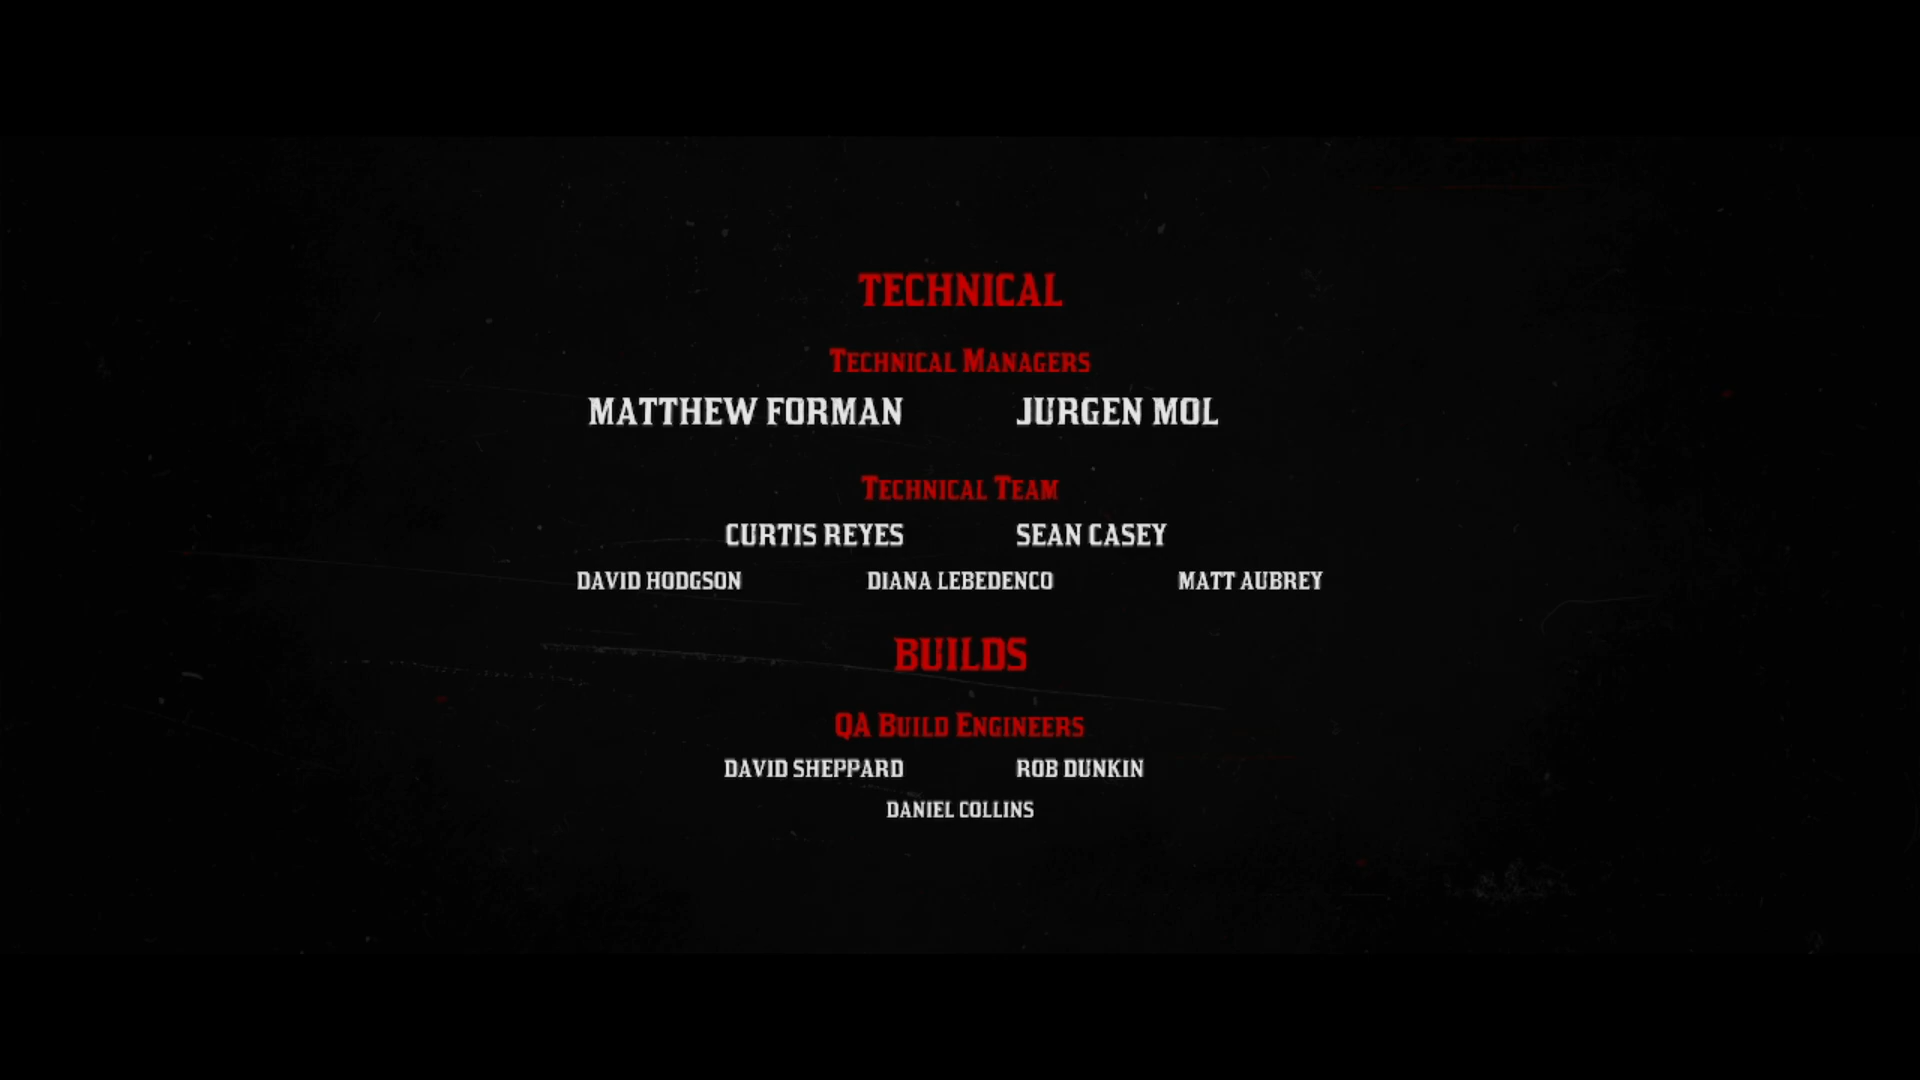 TECHNICAL
TECHNICAL MANAGERS
MATTHEW FORMAN JURGEN MOL
TECHNICAL TEAM
CURTIS REYES SEAN CASEY
DAVID HODGSON DIANA LEBEDENCO MATT AUBREY
BUILDS
QA BUILD ENGINEERS
DAVID SHEPPARD ROB DUNKIN
DANIEL COLLINS